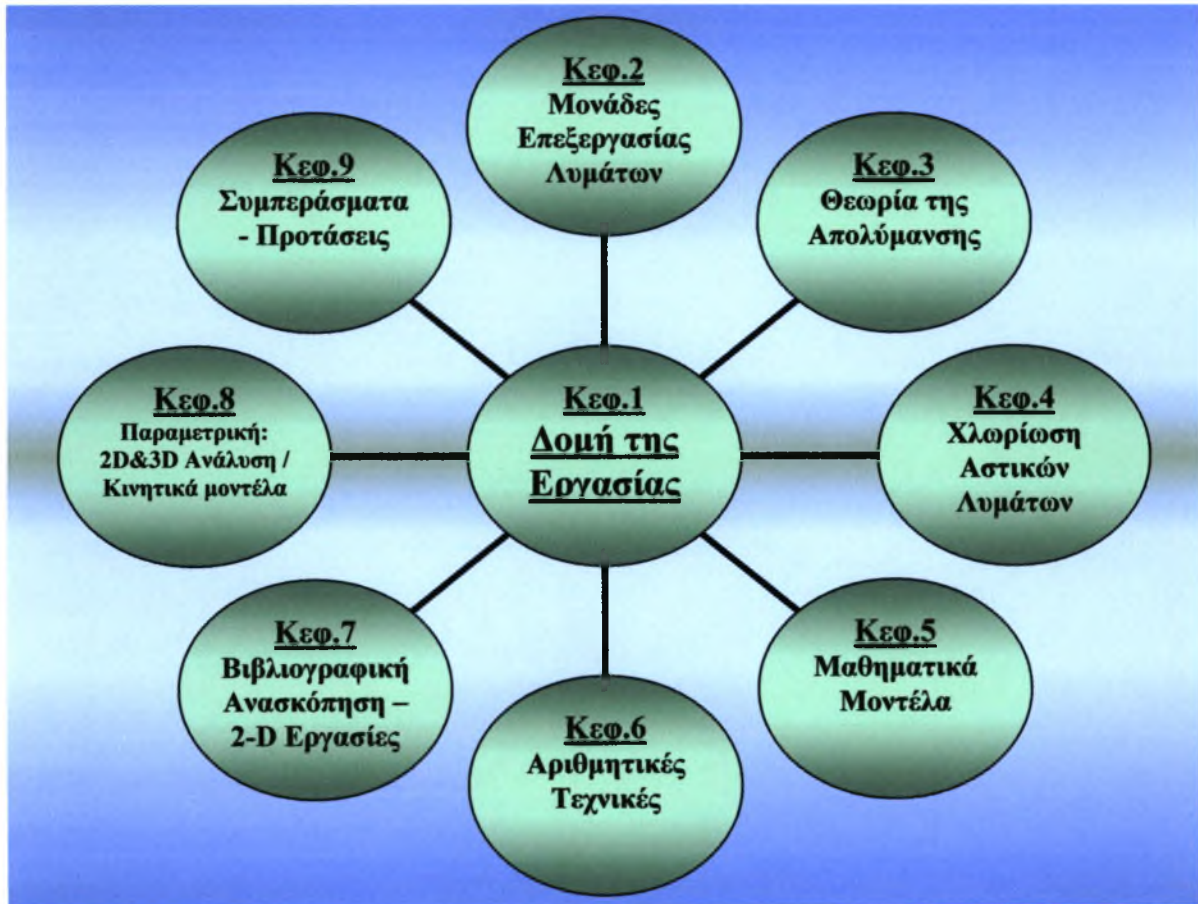 Κεφ.1
Δομή της
Εργασίας
Κεφ.2
Μονάδες
Επεξεργασίας
Λυμάτων
Κεφ.3
Θεωρία της
Απολύμανσης
Κεφ.4
Χλωρίωση
Αστικών
Λυμάτων
Κεφ.5
Μαθηματικά
Μοντέλα
Κεφ.6
Αριθμητικές
Τεχνικές
Κεφ.7
Βιβλιογραφική
Ανασκόπηση –
2-D Εργασίες
Κεφ.8
Παραμετρική:
2D&3D Ανάλυση /
Κινητικά μοντέλα
Κεφ.9
Συμπεράσματα
- Προτάσεις